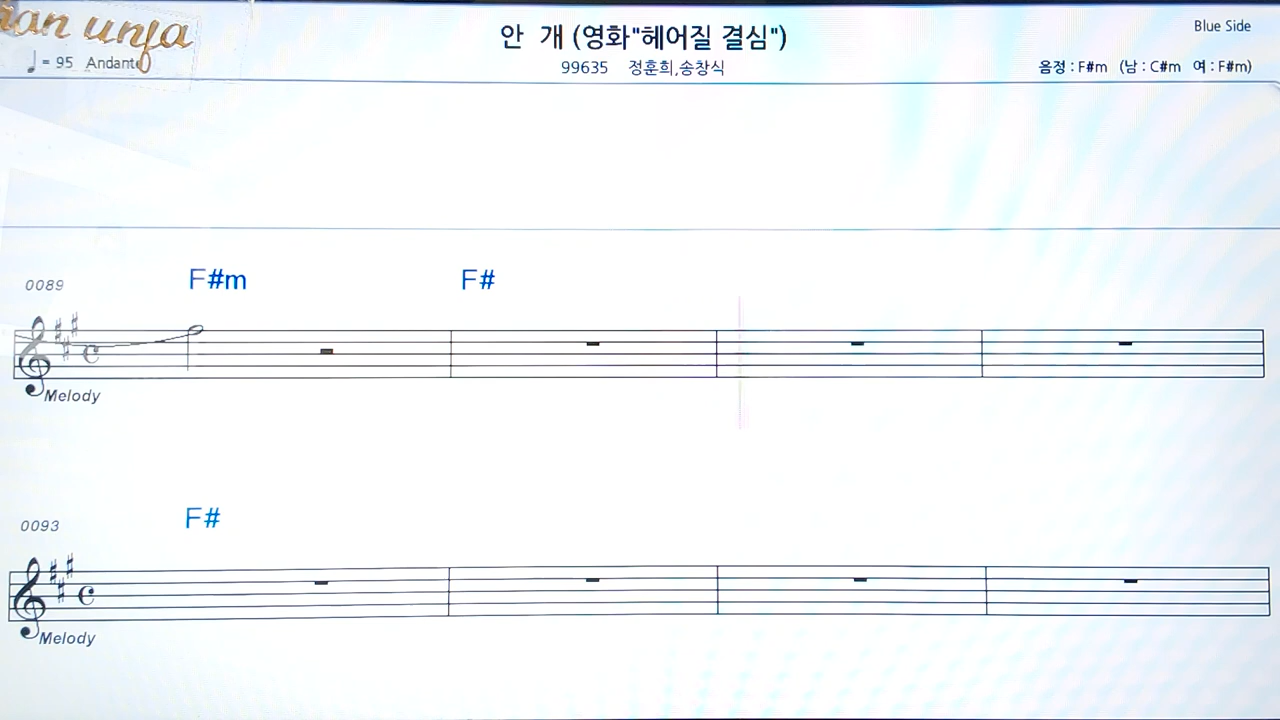 unja
Blue Side
안 개 (영화"헤어질 결심")
♩ = 95 Andante
99635 정훈희,송창식
음정 : F#m (남 : C#m 여 : F#m)
0089 F#m F#
Melody
0093 F#
Melody